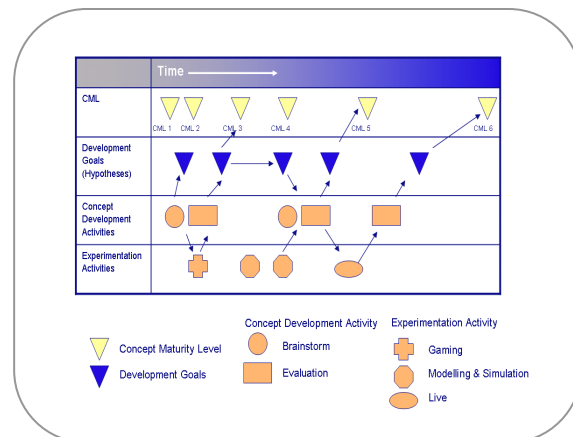 Time
CML
CML 1 CML 2 CML 3 CML 4 CML 5 CML 6
Development
Goals
(Hypotheses)
Concept
Development
Activities
Experimentation
Activities
Concept Development Activity
Experimentation Activity
Concept Maturity Level
Development Goals
Brainstorm
Evaluation
Gaming
Modelling & Simulation
Live